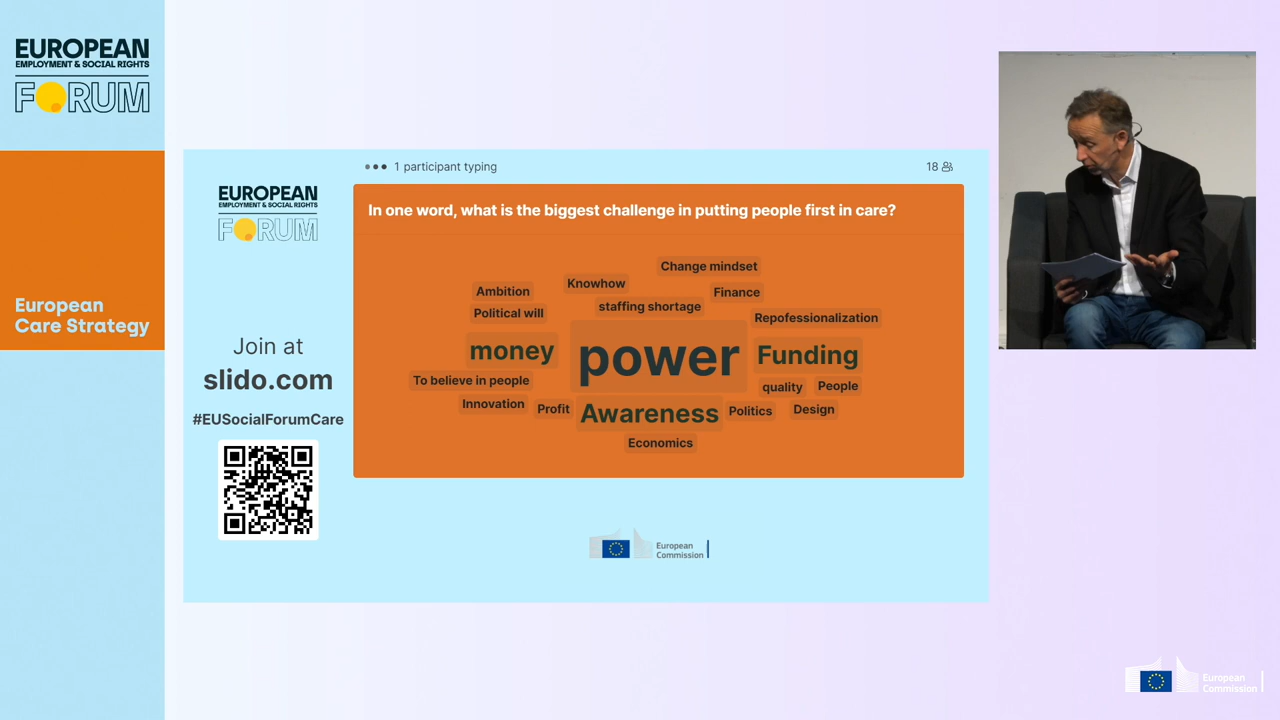 EUROPEAN
EMPLOYMENT & SOCIAL RIGHTS
FORUM
European
Care Strategy
1 participant typing
18
EUROPEAN
EMPLOYMENT & SOCIAL RIGHTS
FORUM
Join at
slido.com
#EUSocialForumCare
In one word, what is the biggest challenge in putting people first in care?
Change mindset
Knowhow
Ambition
Finance
staffing shortage
Political will
Repofessionalization
money
power
Funding
To believe in people
quality
People
Innovation
Profit
Awareness
Politics
Design
Economics
European
Commission
European
Commission